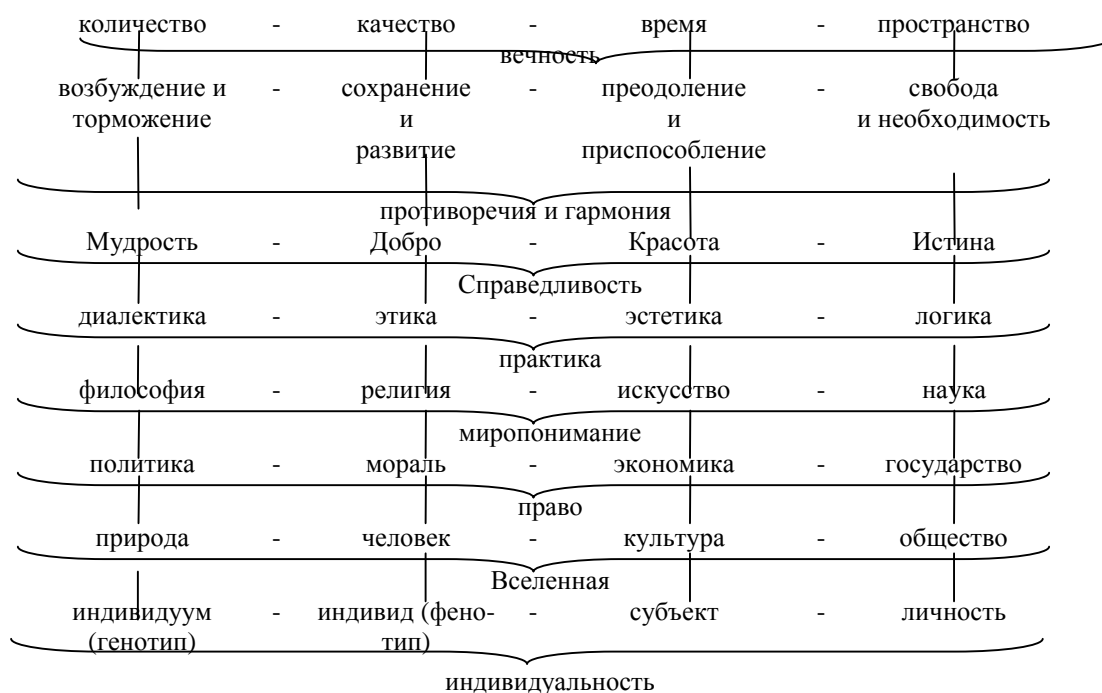 количество - качество - время - пространство
вечность
возбуждение и - сохранение - преодоление - свобода
торможение и и и необходимость
развитие приспособление
противоречия и гармония
Мудрость - Добро - Красота - Истина
Справедливость
диалектика - этика - эстетика - логика
практика
философия - религия - искусство - наука
миропонимание
политика - мораль - экономика - государство
право
природа - человек - культура - общество
Вселенная
индивидуум - индивид (фено- - субъект - личность
(генотип) тип)
индивидуальность